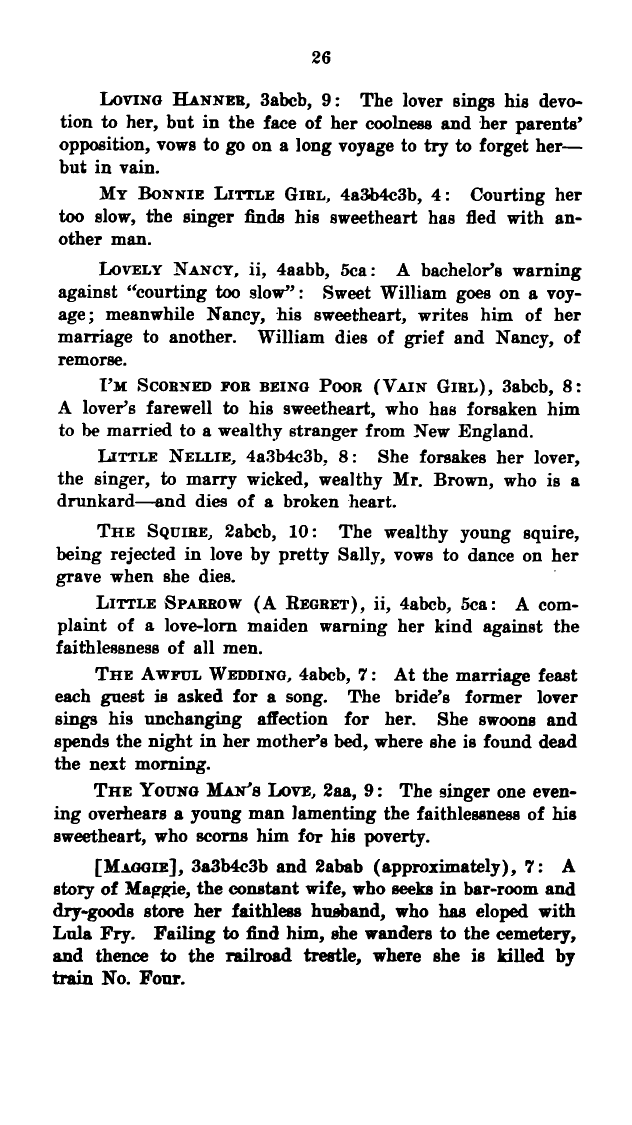 26
LOVING HANNER, 3abcb, 9: The lover sings his devo-
tion to her, but in the face of her coolness and her parents'
opposition, vows to go on a long voyage to try to forget her—
but in vain.
MY BONNIE LITTLE GIRL, 4a3b4c3b, 4: Courting her
too slow, the singer finds his sweetheart has fled with an-
other man.
LOVELY NANCY, ii, 4aabb, 5ca: A bachelor's warning
against "courting too slow": Sweet William goes on a voy-
age; meanwhile Nancy, his sweetheart, writes him of her
marriage to another. William dies of grief and Nancy, of
remorse.
I'M SCORNED FOR BEING POOR (VAIN GIRL), 3abcb, 8:
A lover's farewell to his sweetheart, who has forsaken him
to be married to a wealthy stranger from New England.
LITTLE NELLIE, 4a3b4c3b, 8: She forsakes her lover,
the singer, to marry wicked, wealthy Mr. Brown, who is a
drunkard—and dies of a broken heart.
THE SQUIRE, 2abcb, 10: The wealthy young squire,
being rejected in love by pretty Sally, vows to dance on her
grave when she dies.
LITTLE SPARROW (A REGRET), ii, 4abcb, 5ca: A com-
plaint of a love-lorn maiden warning her kind against the
faithlessness of all men.
THE AWFUL WEDDING, 4abcb, 7: At the marriage feast
each guest is asked for a song. The bride's former lover
sings his unchanging affection for her. She swoons and
spends the night in her mother's bed, where she is found dead
the next morning.
THE YOUNG MAN'S LOVE, 2aa, 9: The singer one even-
ing overhears a young man lamenting the faithlessness of his
sweetheart, who scorns him for his poverty.
[MAGGIE], 3a3b4c3b and 2abab (approximately), 7: A
story of Maggie, the constant wife, who seeks in bar-room and
dry-goods store her faithless husband, who has eloped with
Lula Fry. Failing to find him, she wanders to the cemetery,
and thence to the railroad trestle, where she is killed by
train No. Four.